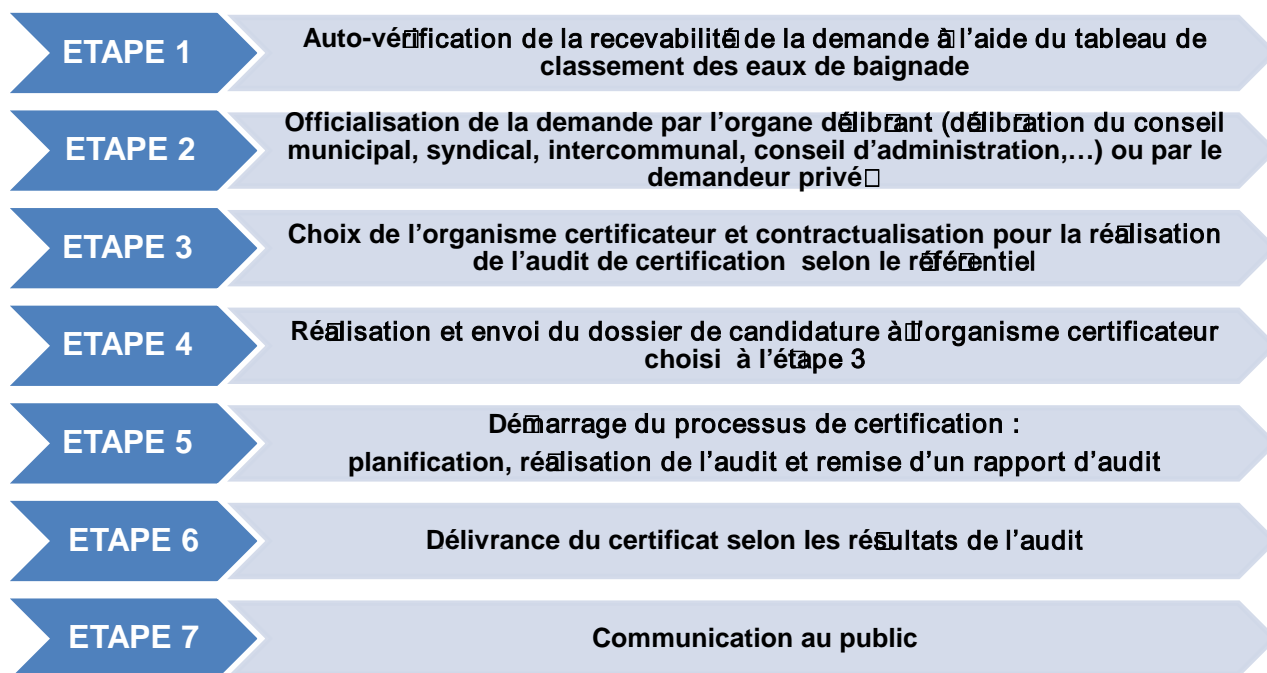 ETAPE 1
Auto-vérification de la recevabilité de la demande à l'aide du tableau de
classement des eaux de baignade
ETAPE 2
Officialisation de la demande par l'organe délibrant (délibration du conseil
municipal, syndical, intercommunal, conseil d'administration,…) ou par le
demandeur privé
ETAPE 3
Choix de l'organisme certificateur et contractualisation pour la réalisation
de l'audit de certification selon le référentiel
ETAPE 4
Réalisation et envoi du dossier de candidature à l'organisme certificateur
choisi à l'étape 3
ETAPE 5
Démarrage du processus de certification :
planification, réalisation de l'audit et remise d'un rapport d'audit
ETAPE 6
Délivrance du certificat selon les résultats de l'audit
ETAPE 7
Communication au public